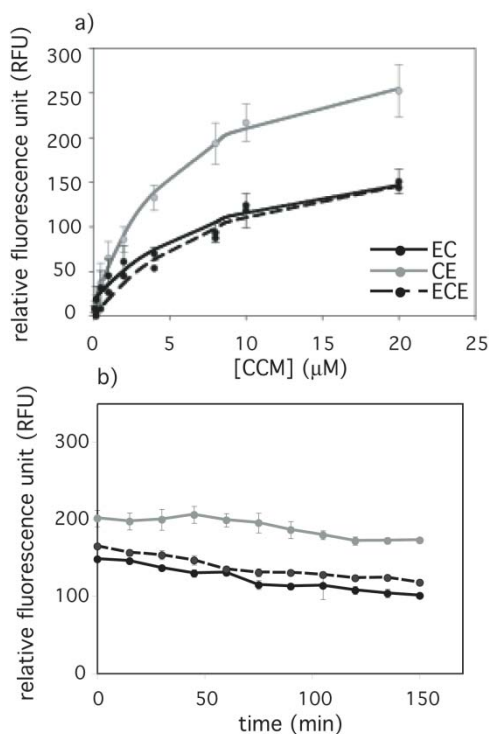 a)
relative fluorescence unit (RFU)
300
250
200
150
100
50
0
EC
CE
ECE
0 5 10 15 20 25
[CCM] (μM)
b)
relative fluorescence unit (RFU)
300
200
100
0
0 50 100 150
time (min)